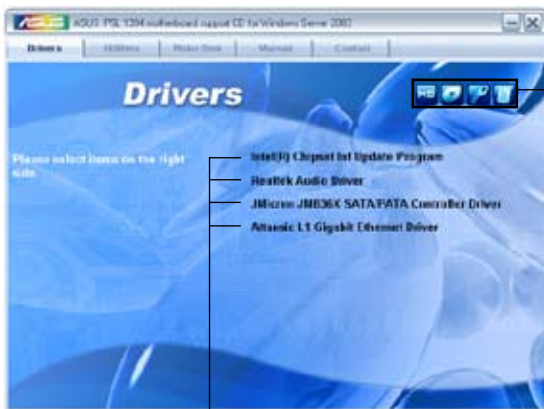 ASUS P5L 1394 motherboard support CD for Windows Server 2003
Drivers Utilities Make Disk Manual Contact
Drivers
Please select items on the right
side.
Intel(R) Chipset Inf Update Program
Realtek Audio Driver
JMicron JMB36X SATA/PATA Controller Driver
Attansic L1 Gigabit Ethernet Driver